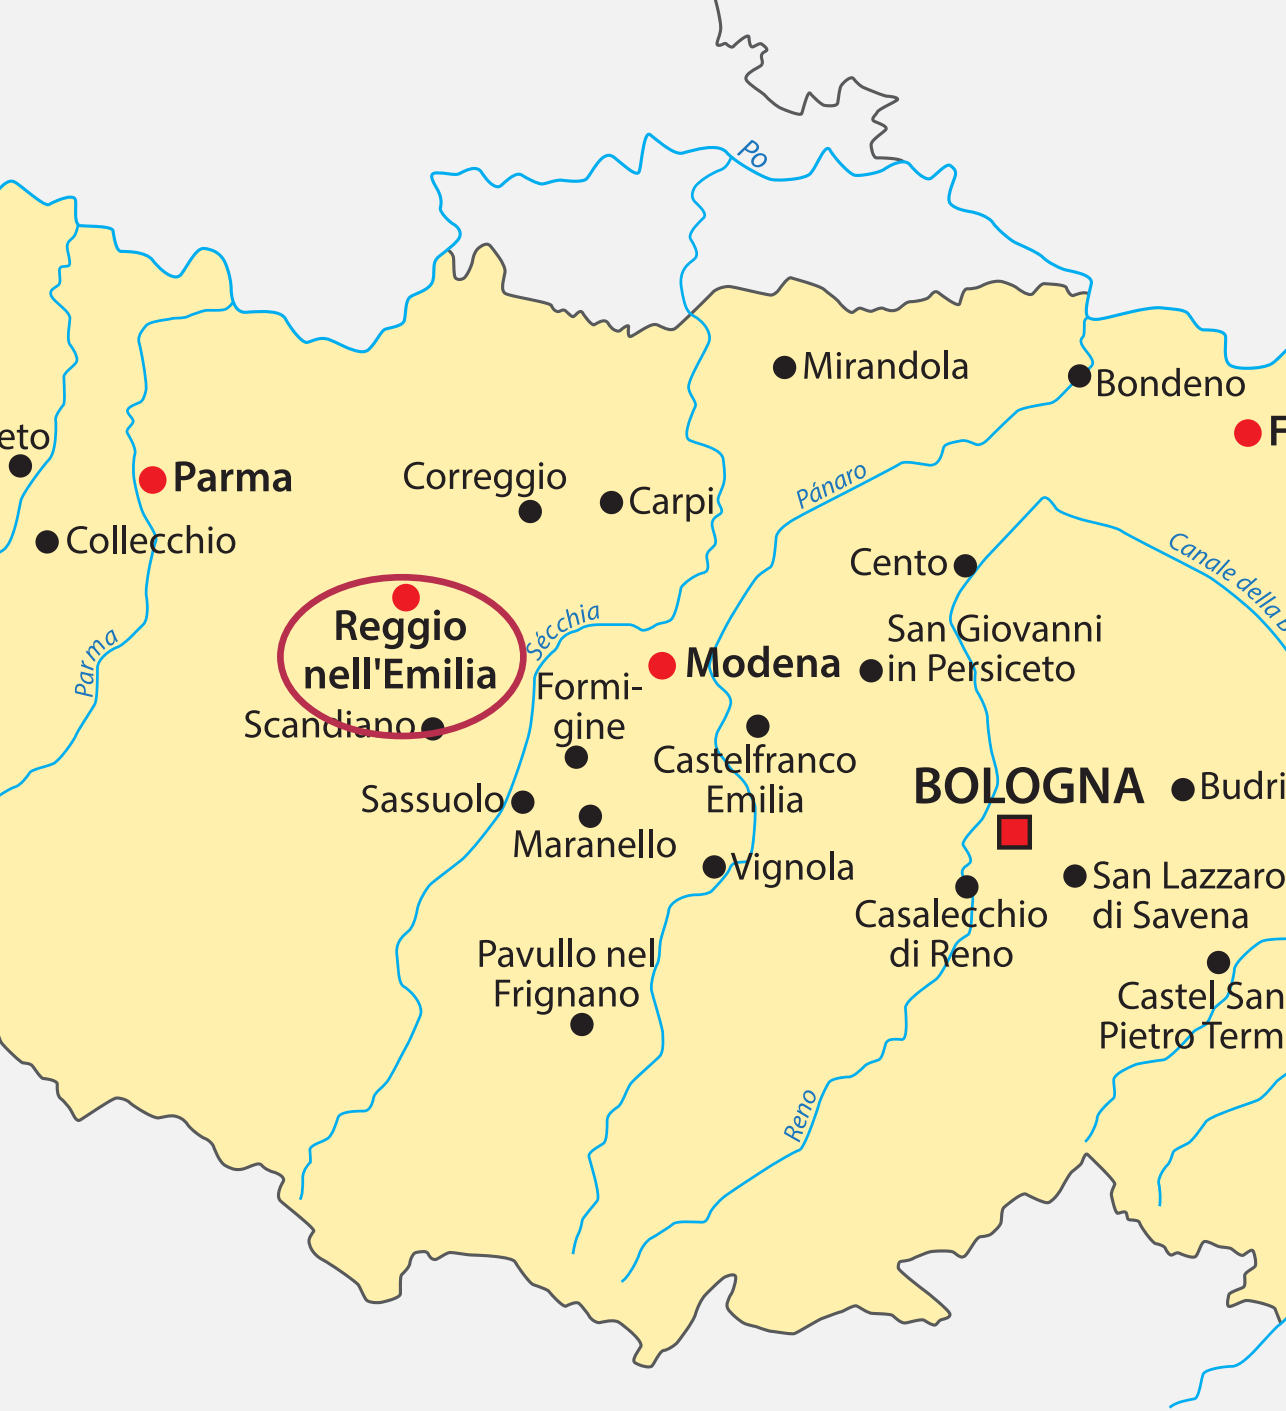 Po
Mirandola
Bondeno
F
eto
Parma
Correggio
Carpi
Pánaro
Collecchio
Cento
Canale della B
Reggio
nell'Emilia
Sécchia
San Giovanni
in Persiceto
Parma
Modena
Formi-
gine
Scandiano
Castelfranco
Emilia
BOLOGNA
Budri
Sassuolo
Maranello
Vignola
San Lazzaro
di Savena
Casalecchio
di Reno
Pavullo nel
Frignano
Castel San
Pietro Term
Reno